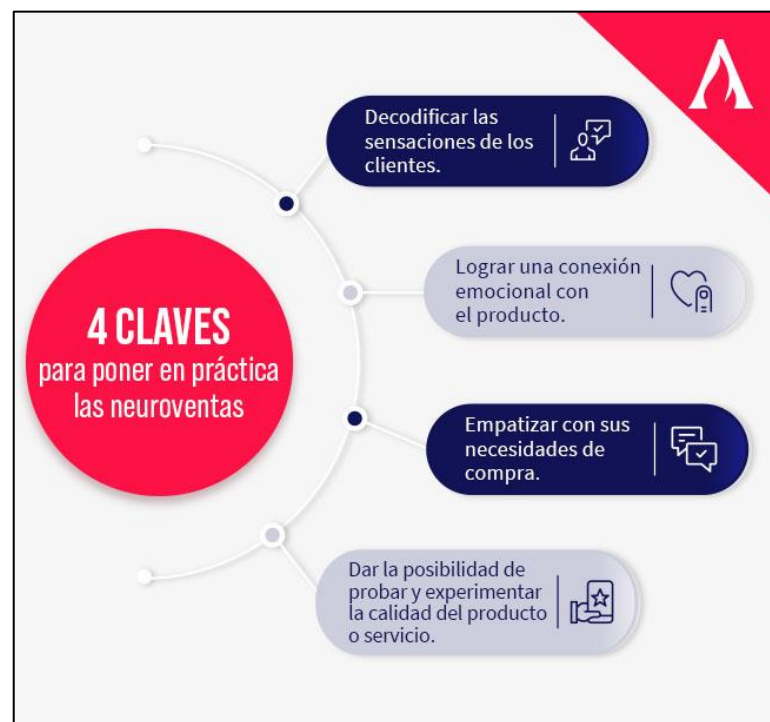 4 CLAVES
para poner en práctica
las neuroventas
Decodificar las
sensaciones de los
clientes.
Lograr una conexión
emocional con
el producto.
Empatizar con sus
necesidades de
compra.
Dar la posibilidad de
probar y experimentar
la calidad del producto
o servicio.